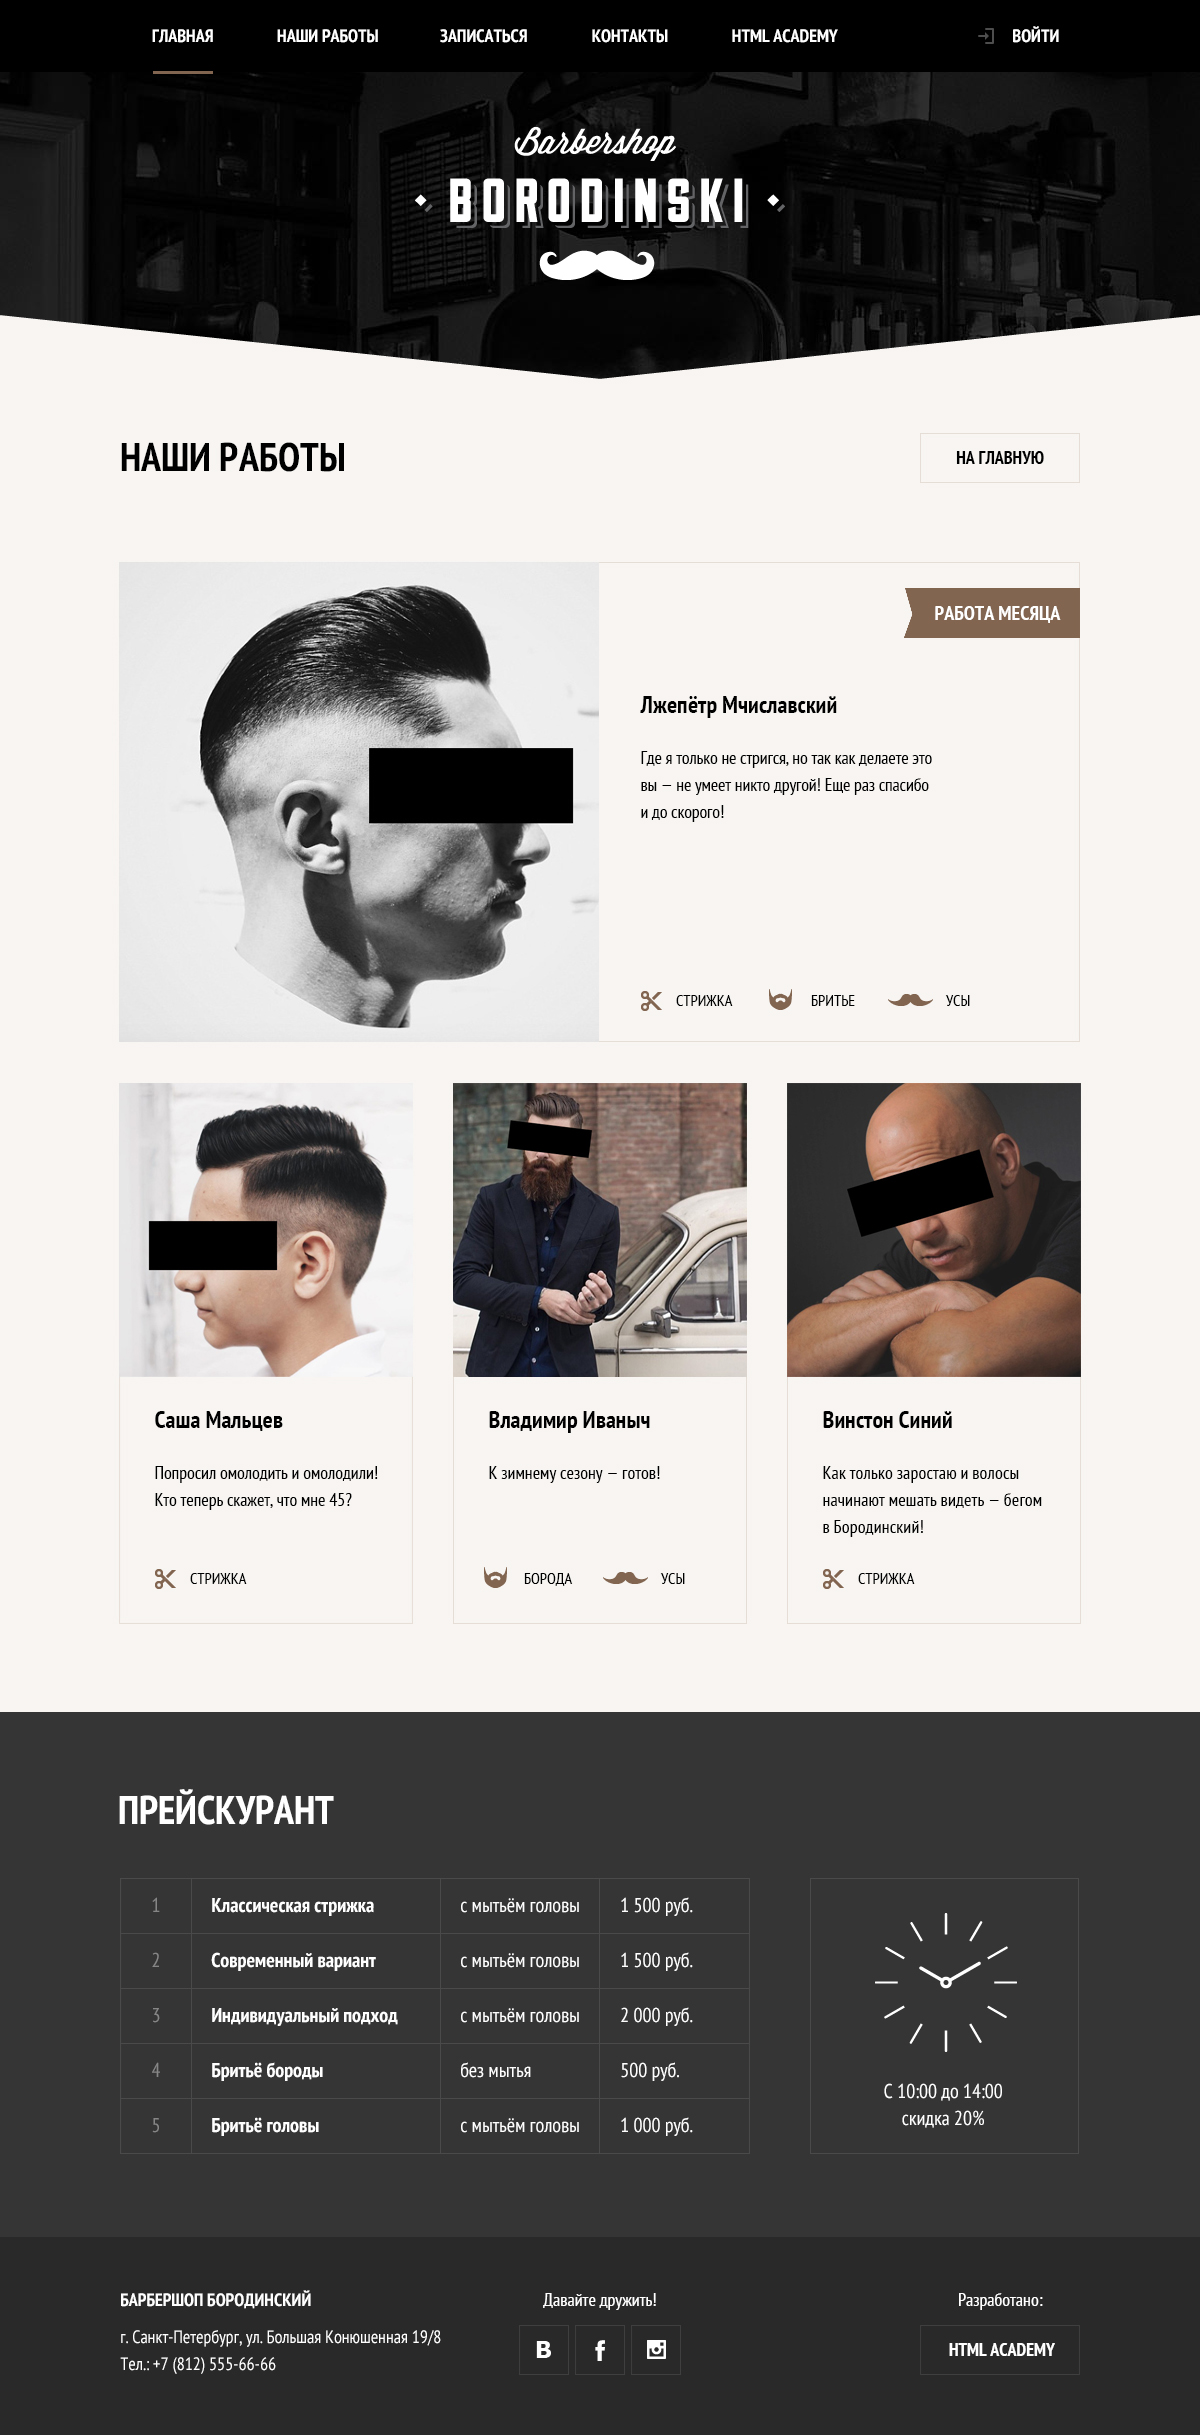 ГЛАВНАЯ НАШИ РАБОТЫ ЗАПИСАТЬСЯ КОНТАКТЫ HTML ACADEMY ВОЙТИ
Barbershop
BORODINSKI
НАШИ РАБОТЫ
НА ГЛАВНУЮ
РАБОТА МЕСЯЦА
Лжепётр Мчиславский
Где я только не стригся, но так как делаете это
вы — не умеет никто другой! Еще раз спасибо
и до скорого!
СТРИЖКА БРИТЬЕ УСЫ
Саша Мальцев
Попросил омолодить и омолодили!
Кто теперь скажет, что мне 45?
СТРИЖКА
Владимир Иваныч
К зимнему сезону — готов!
БОРОДА УСЫ
Винстон Синий
Как только заростаю и волосы
начинают мешать видеть — бегом
в Бородинский!
СТРИЖКА
ПРЕЙСКУРАНТ
1 Классическая стрижка с мытьём головы 1 500 руб.
2 Современный вариант с мытьём головы 1 500 руб.
3 Индивидуальный подход с мытьём головы 2 000 руб.
4 Бритьё бороды без мытья 500 руб.
5 Бритьё головы с мытьём головы 1 000 руб.
С 10:00 до 14:00
скидка 20%
БАРБЕРШОП БОРОДИНСКИЙ
г. Санкт-Петербург, ул. Большая Конюшенная 19/8
Тел.: +7 (812) 555-66-66
Давайте дружить!
B f
Разработано:
HTML ACADEMY